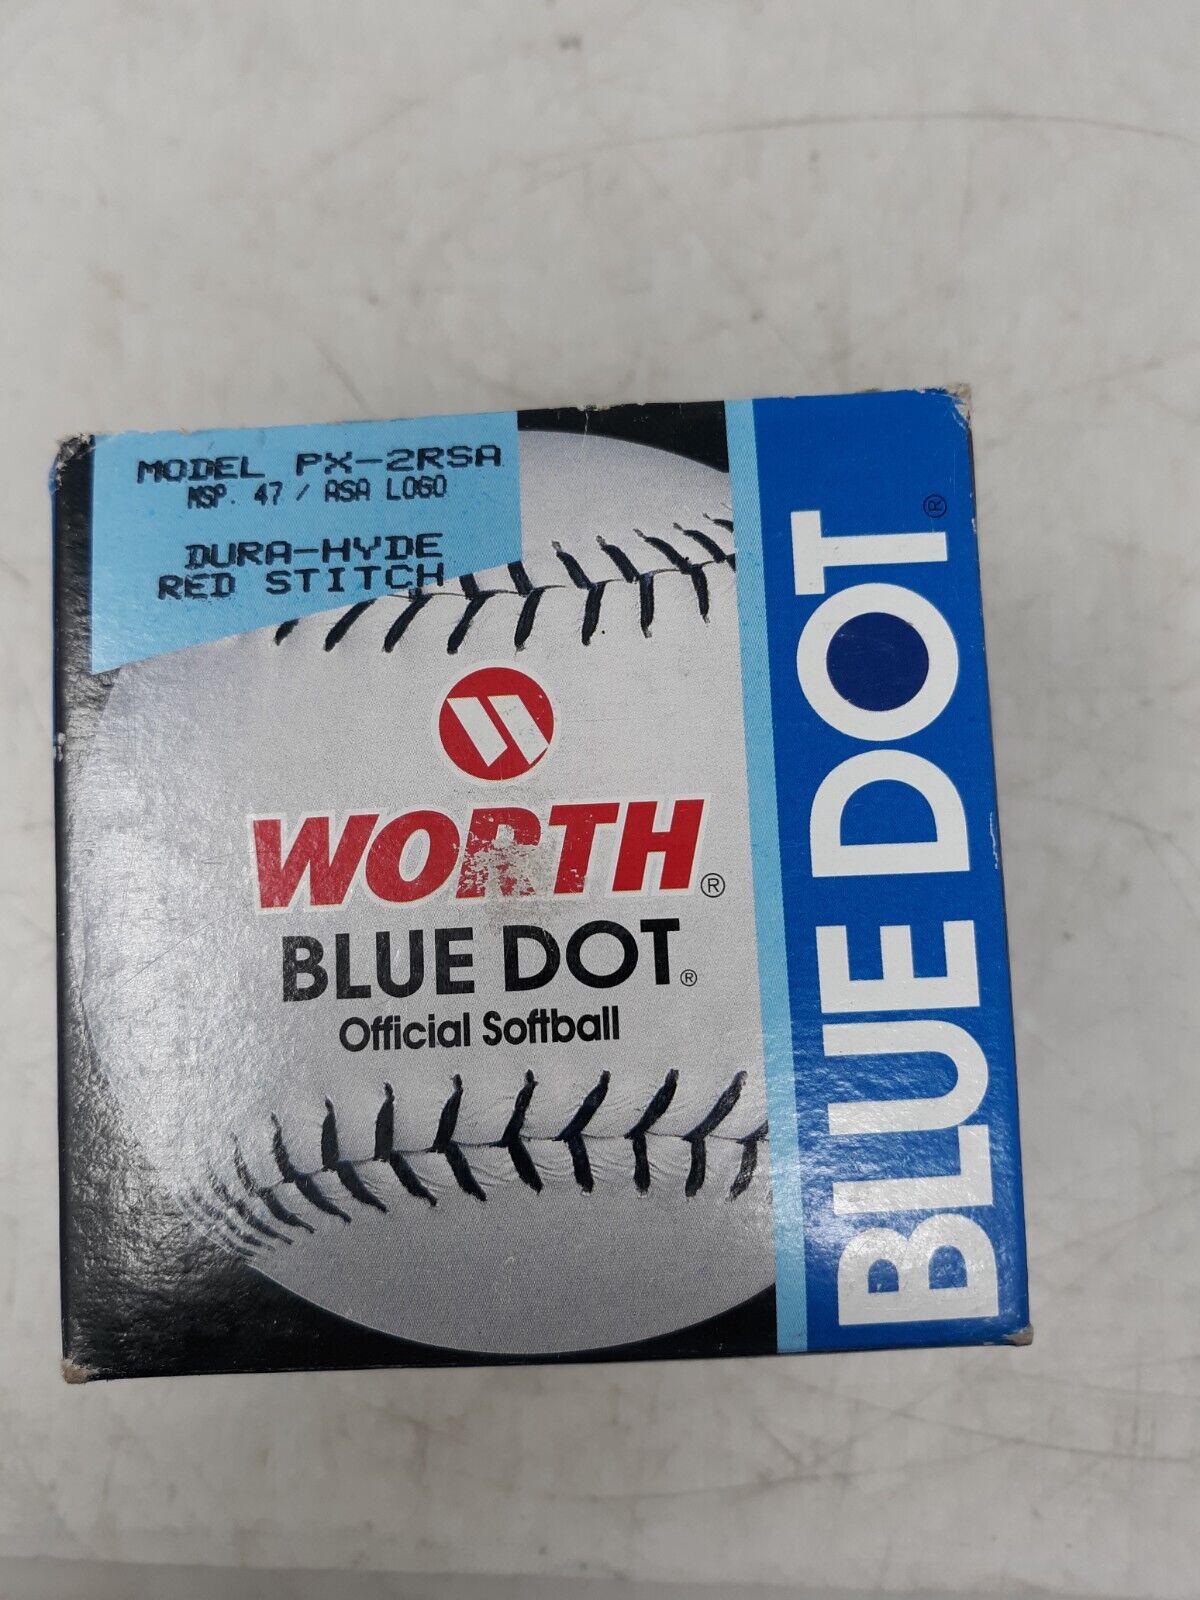 MODEL PX-2RSA
MSP. 47 / ASA LOGO
DURA-HYDE
RED STITCH
WORTH®
BLUE DOT®
Official Softball
BLUE DOT®